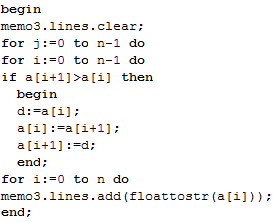 begin
memo3.lines.clear;
for j:=0 to n-1 do
for i:=0 to n-1 do
if a[i+1]>a[i] then
  begin
  d:=a[i];
  a[i]:=a[i+1];
  a[i+1]:=d;
  end;
for i:=0 to n do
memo3.lines.add(floattostr(a[i]));
end;